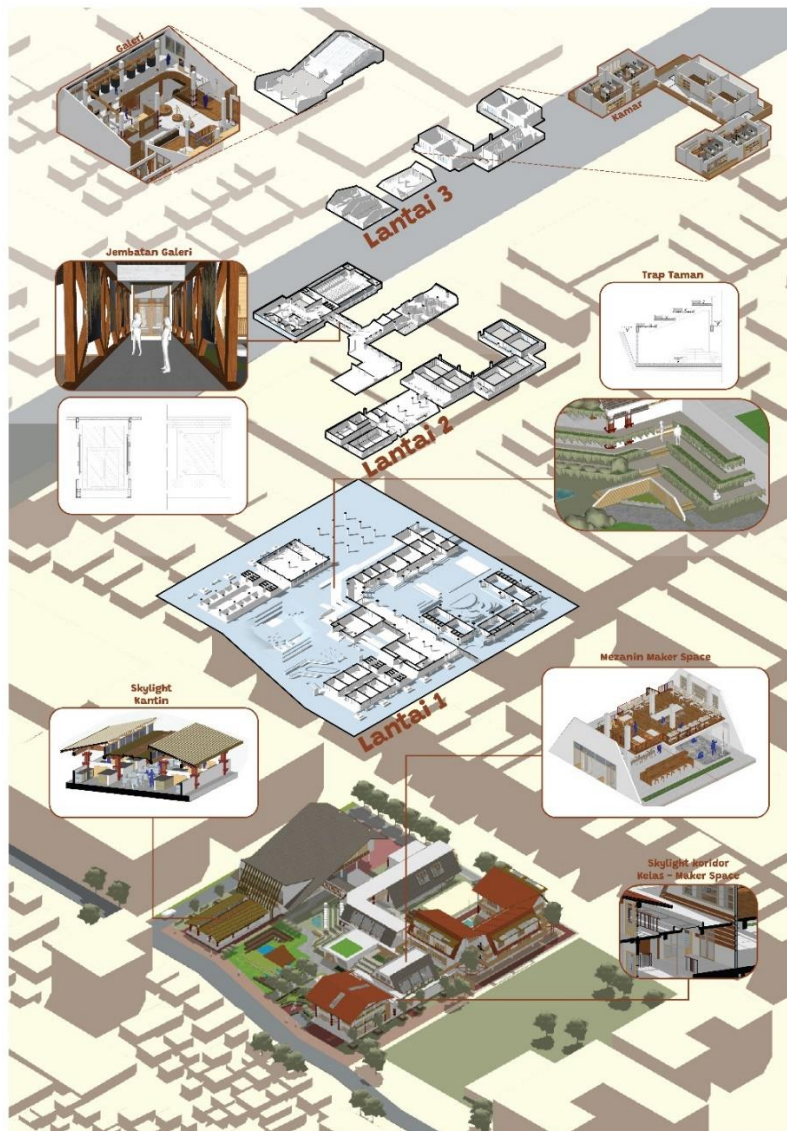 Galeri
Kamar
Lantai 3
Jembatan Galeri
Trap Taman
Lantai 2
Mezanin Maker Space
Skylight
Kantin
Lantai 1
Skylight koridor
Kelas - Maker Space